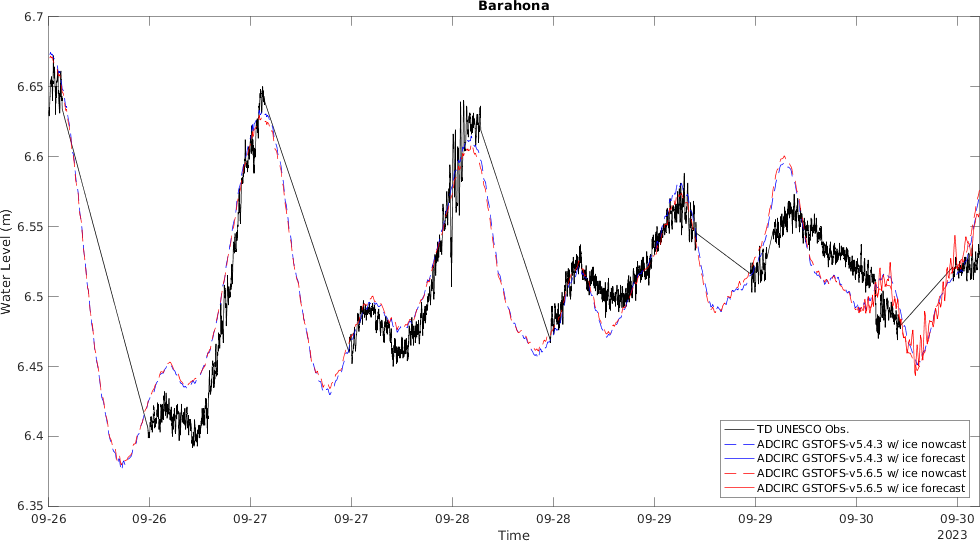 Barahona
Water Level (m)
6.7
6.65
6.6
6.55
6.5
6.45
6.4
6.35
TD UNESCO Obs.
ADCIRC GSTOFS-v5.4.3 w/ ice nowcast
ADCIRC GSTOFS-v5.4.3 w/ ice forecast
ADCIRC GSTOFS-v5.6.5 w/ ice nowcast
ADCIRC GSTOFS-v5.6.5 w/ ice forecast
09-26 09-26 09-27 09-27 09-28 09-28 09-29 09-29 09-30 09-30
Time
2023